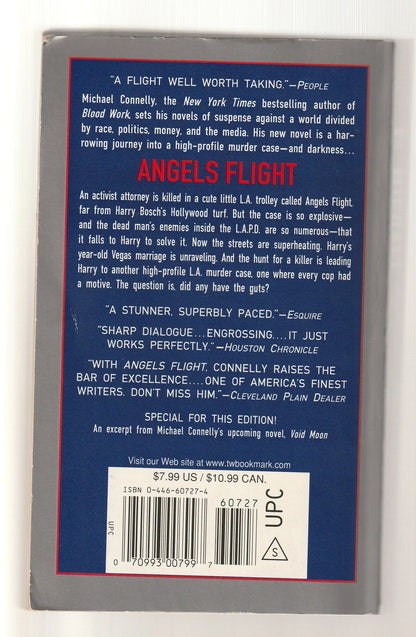 "A FLIGHT WELL WORTH TAKING."—PEOPLE
Michael Connelly, the New York Times bestselling author of
Blood Work, sets his novels of suspense against a world divided
by race, politics, money, and the media. His new novel is a har-
rowing journey into a high-profile murder case—and darkness...
ANGELS FLIGHT
An activist attorney is killed in a cute little L.A. trolley called Angels Flight,
far from Harry Bosch's Hollywood turf. But the case is so explosive—
and the dead man's enemies inside the L.A.P.D. are so numerous—that
it falls to Harry to solve it. Now the streets are superheating. Harry's
year-old Vegas marriage is unraveling. And the hunt for a killer is leading
Harry to another high-profile L.A. murder case, one where every cop had
a motive. The question is, did any have the guts?
"A STUNNER. SUPERBLY PACED."—ESQUIRE
"SHARP DIALOGUE...ENGROSSING....IT JUST
WORKS PERFECTLY."—HOUSTON CHRONICLE
"WITH ANGELS FLIGHT, CONNELLY RAISES THE
BAR OF EXCELLENCE....ONE OF AMERICA'S FINEST
WRITERS. DON'T MISS HIM."—CLEVELAND PLAIN DEALER
SPECIAL FOR THIS EDITION!
An excerpt from Michael Connelly's upcoming novel, Void Moon
Visit our Web site at www.twbookmark.com
$7.99 US / $10.99 CAN.
ISBN 0-446-60727-4
60727
UPC
0 70993 00799 7
UPC
S